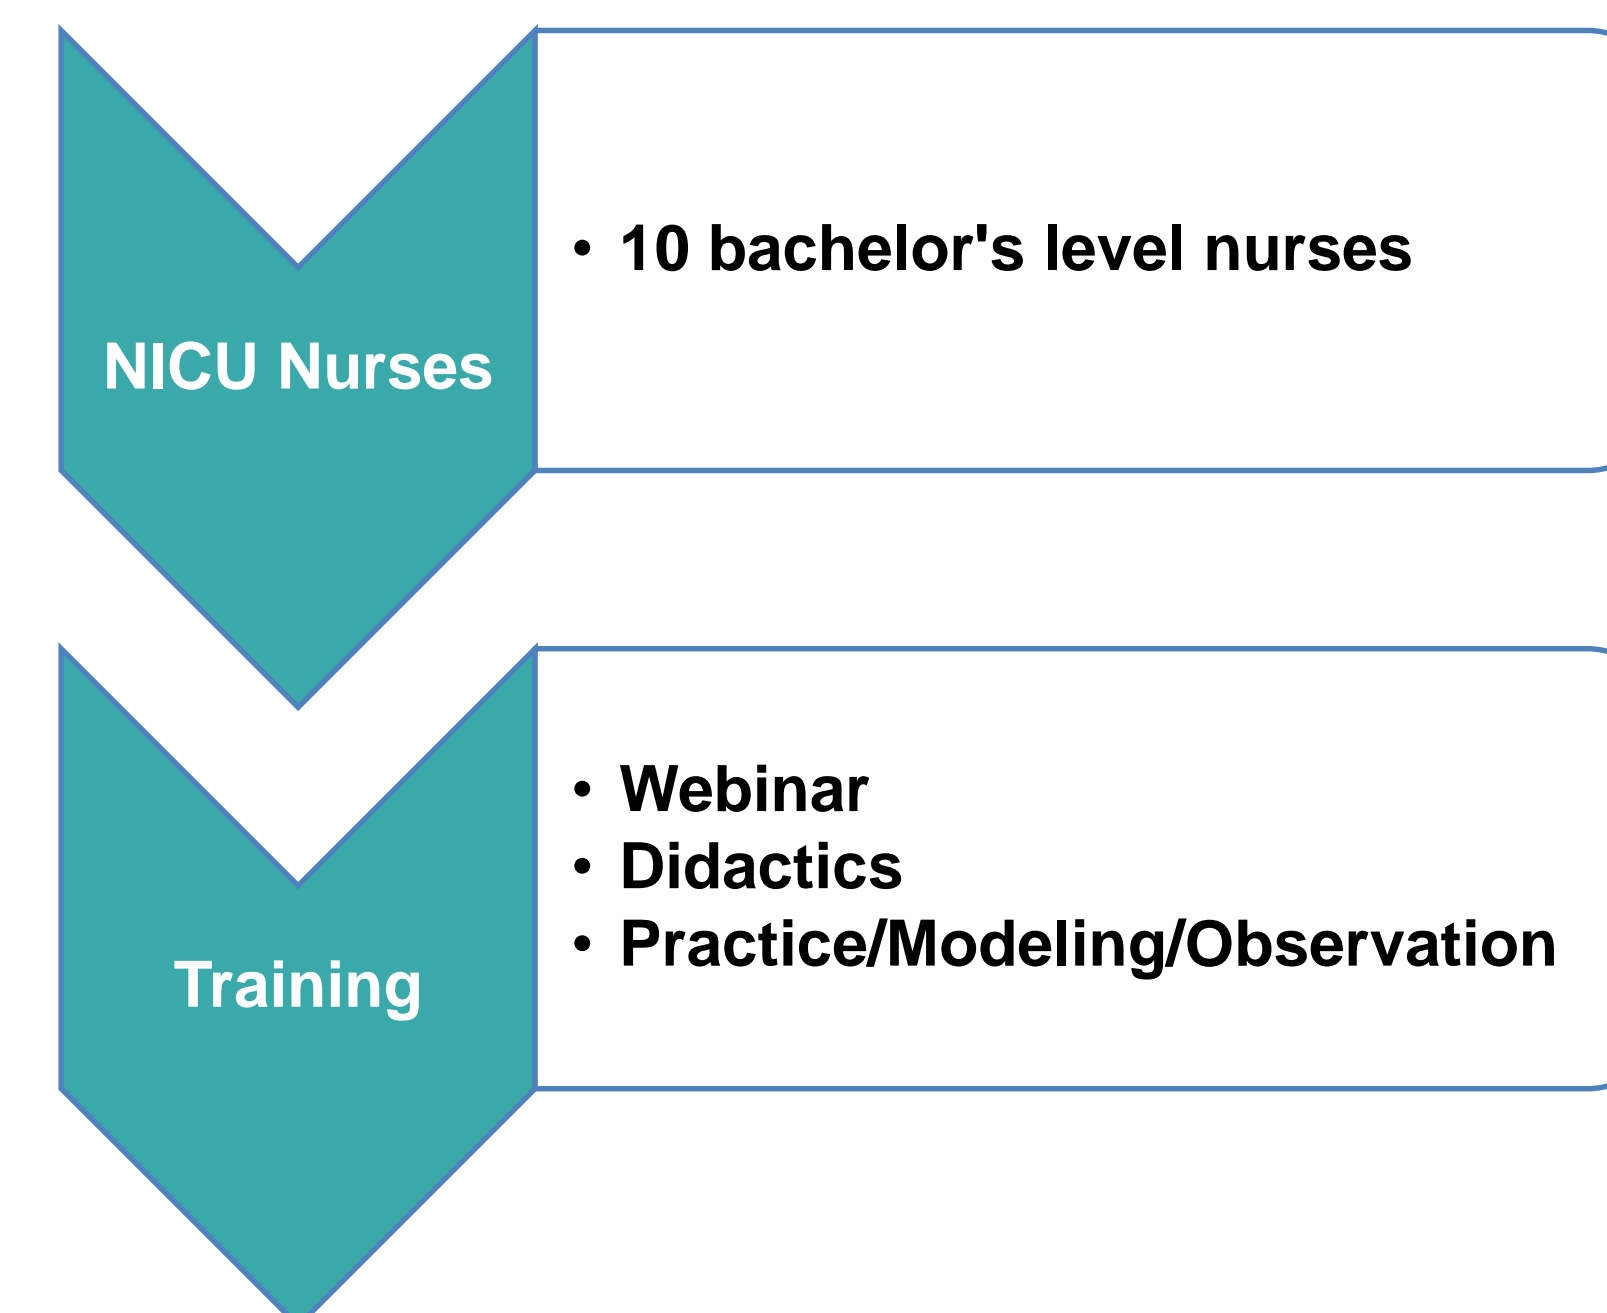 NICU Nurses
• 10 bachelor's level nurses
Training
• Webinar
• Didactics
• Practice/Modeling/Observation